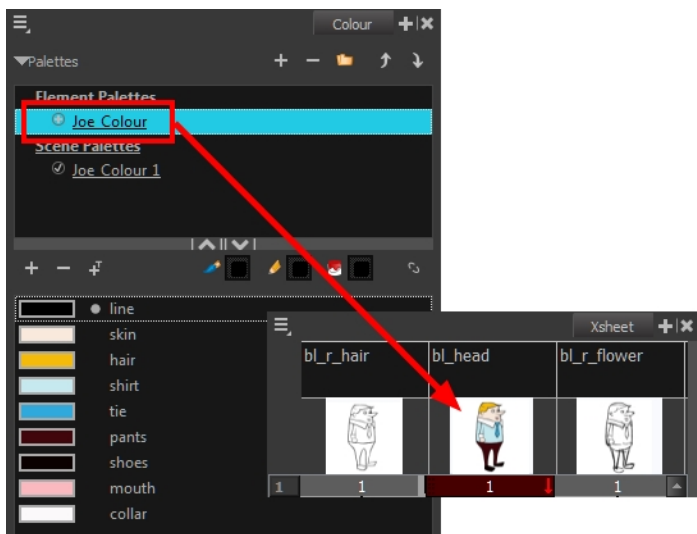 Colour
Palettes
Element Palettes
Joe Colour
Scene Palettes
Joe Colour 1
line
skin
hair
shirt
tie
pants
shoes
mouth
collar
Xsheet
bl_r_hair bl_head bl_r_flower
1 1 1 1